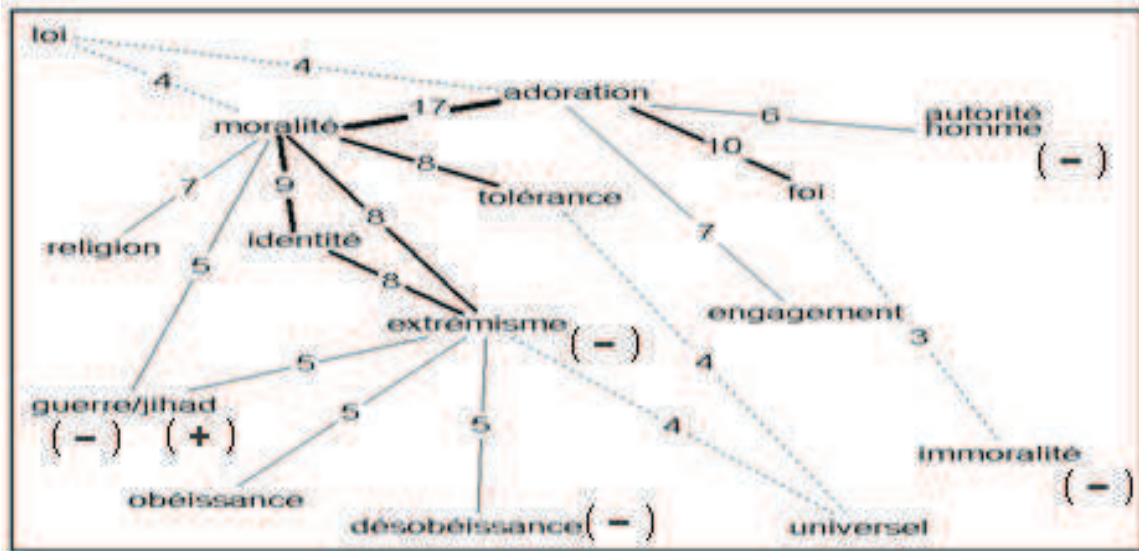 loi
4
4
adoration
17
6
autorité
homme
(-)
moralité
8
10
foi
7
9
8
tolérance
7
religion
identité
5
8
extrémisme
(-)
engagement
3
5
4
guerre/jihad
(-) (+)
5
5
4
immoralité
(-)
obéissance
désobéissance (-)
universel